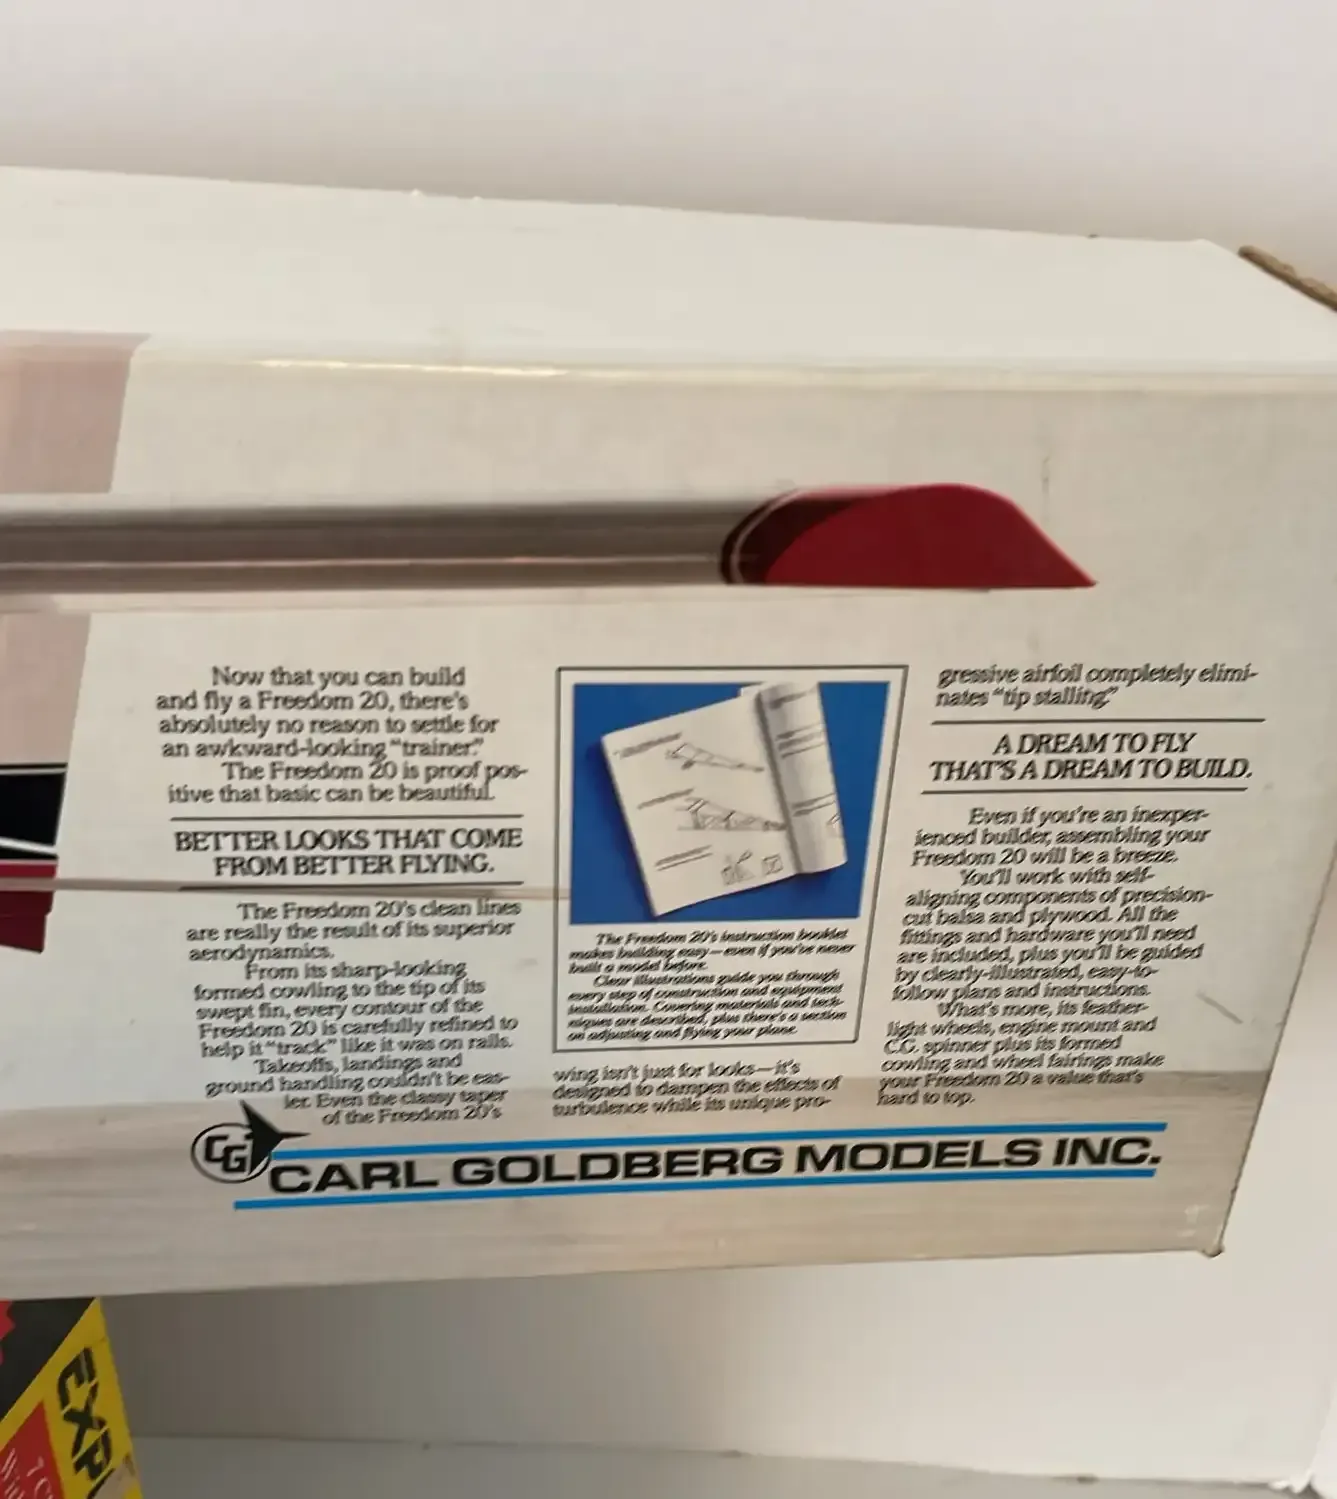 Now that you can build
and fly a Freedom 20, there's
absolutely no reason to settle for
an awkward-looking "trainer."
The Freedom 20 is proof pos-
itive that basic can be beautiful.
BETTER LOOKS THAT COME
FROM BETTER FLYING.
The Freedom 20's clean lines
are really the result of its superior
aerodynamics.
From its sharp-looking
formed cowling to the tip of its
swept fin, every contour of the
Freedom 20 is carefully refined to
help it "track" like it was on rails.
Takeoffs, landings and
ground handling couldn't be eas-
ier. Even the classy taper
of the Freedom 20's
The Freedom 20's instruction booklet
makes building easy—even if you've never
built a model before.
Clear illustrations guide you through
every step of construction and equipment
installation. Covering materials and tech-
niques are described, plus there's a section
on adjusting and flying your plane.
wing isn't just for looks—it's
designed to dampen the effects of
turbulence while its unique pro-
gressive airfoil completely elimi-
nates "tip stalling."
A DREAM TO FLY
THAT'S A DREAM TO BUILD.
Even if you're an inexper-
ienced builder, assembling your
Freedom 20 will be a breeze.
You'll work with self-
aligning components of precision-
cut balsa and plywood. All the
fittings and hardware you'll need
are included, plus you'll be guided
by clearly-illustrated, easy-to-
follow plans and instructions.
What's more, its feather-
light wheels, engine mount and
C.G. spinner plus its formed
cowling and wheel fairings make
your Freedom 20 a value that's
hard to top.
CG
CARL GOLDBERG MODELS INC.
EXP